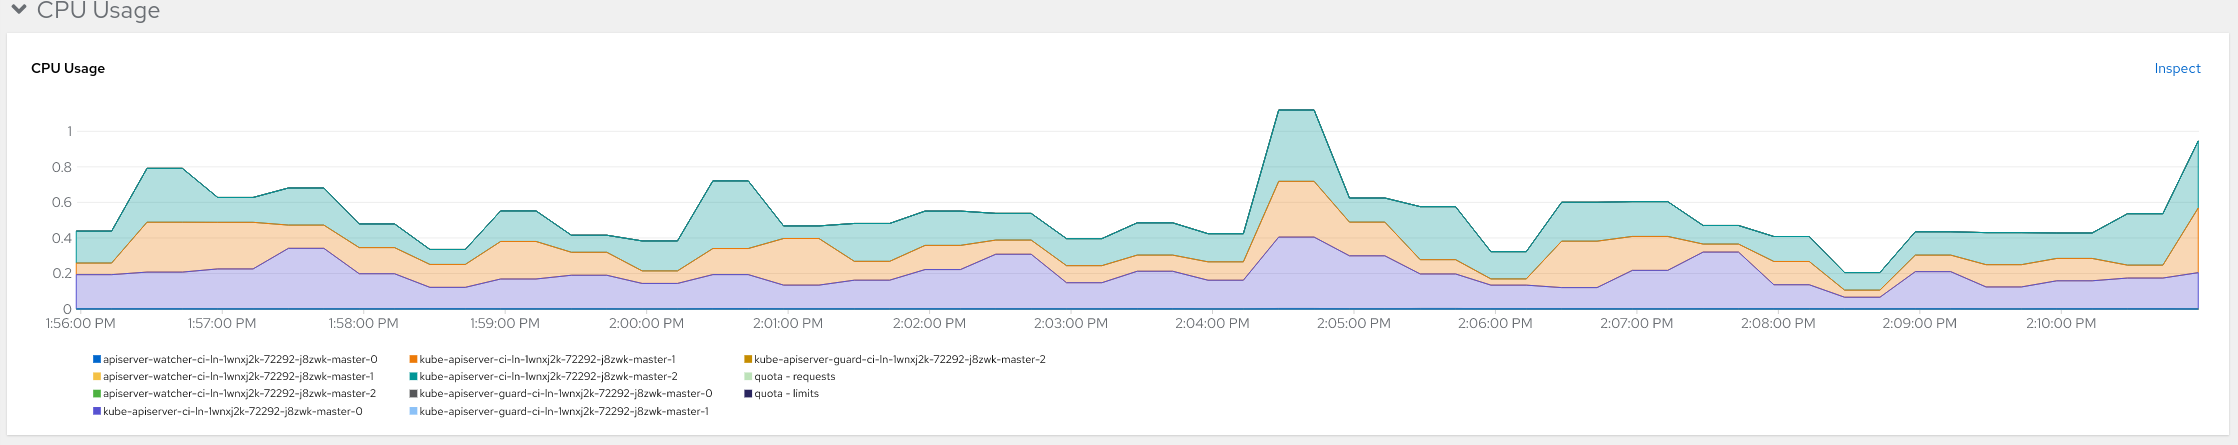 CPU Usage
CPU Usage
Inspect
1
0.8
0.6
0.4
0.2
0
1:56:00 PM 1:57:00 PM 1:58:00 PM 1:59:00 PM 2:00:00 PM 2:01:00 PM 2:02:00 PM 2:03:00 PM 2:04:00 PM 2:05:00 PM 2:06:00 PM 2:07:00 PM 2:08:00 PM 2:09:00 PM 2:10:00 PM
apiserver-watcher-ci-ln-1wnxj2k-72292-j8zwk-master-0 kube-apiserver-ci-ln-1wnxj2k-72292-j8zwk-master-1 kube-apiserver-guard-ci-ln-1wnxj2k-72292-j8zwk-master-2
apiserver-watcher-ci-ln-1wnxj2k-72292-j8zwk-master-1 kube-apiserver-ci-ln-1wnxj2k-72292-j8zwk-master-2 quota - requests
apiserver-watcher-ci-ln-1wnxj2k-72292-j8zwk-master-2 kube-apiserver-guard-ci-ln-1wnxj2k-72292-j8zwk-master-0 quota - limits
kube-apiserver-ci-ln-1wnxj2k-72292-j8zwk-master-0 kube-apiserver-guard-ci-ln-1wnxj2k-72292-j8zwk-master-1